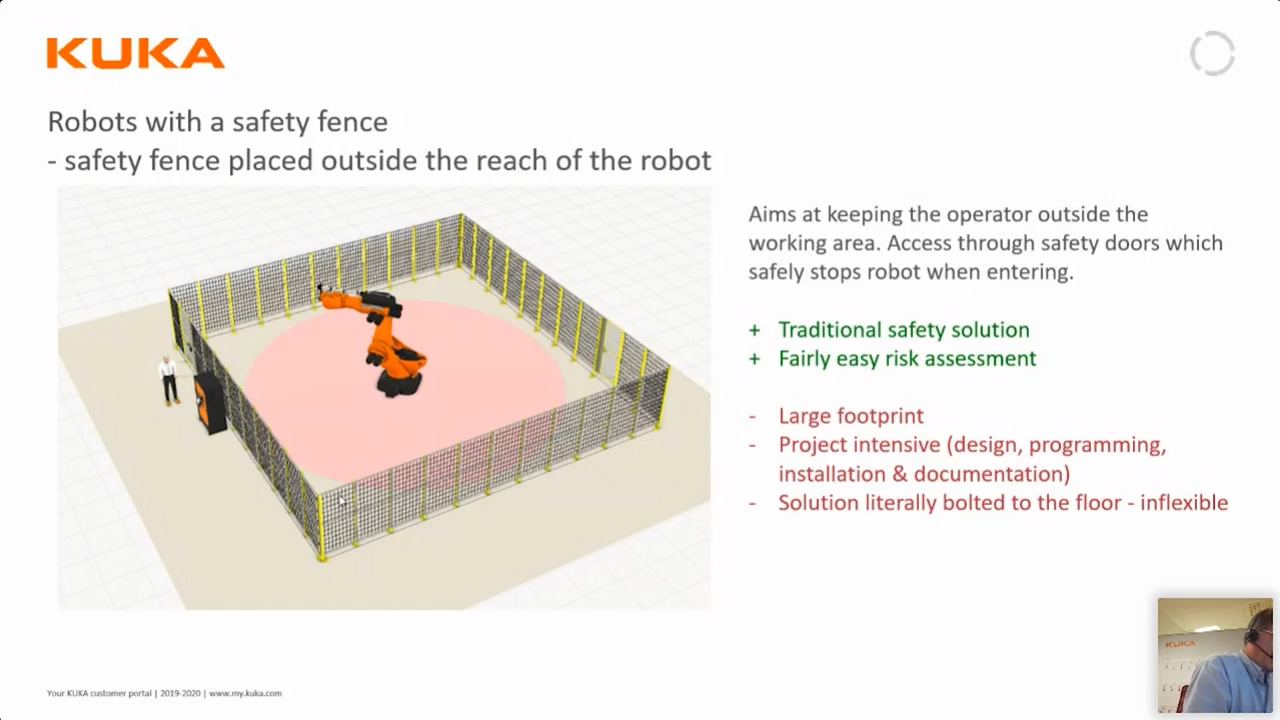 KUKA
Robots with a safety fence
- safety fence placed outside the reach of the robot
Aims at keeping the operator outside the
working area. Access through safety doors which
safely stops robot when entering.
+ Traditional safety solution
+ Fairly easy risk assessment
- Large footprint
- Project intensive (design, programming,
installation & documentation)
- Solution literally bolted to the floor - inflexible
KUKA
Your KUKA customer portal | 2019-2020 | www.my.kuka.com